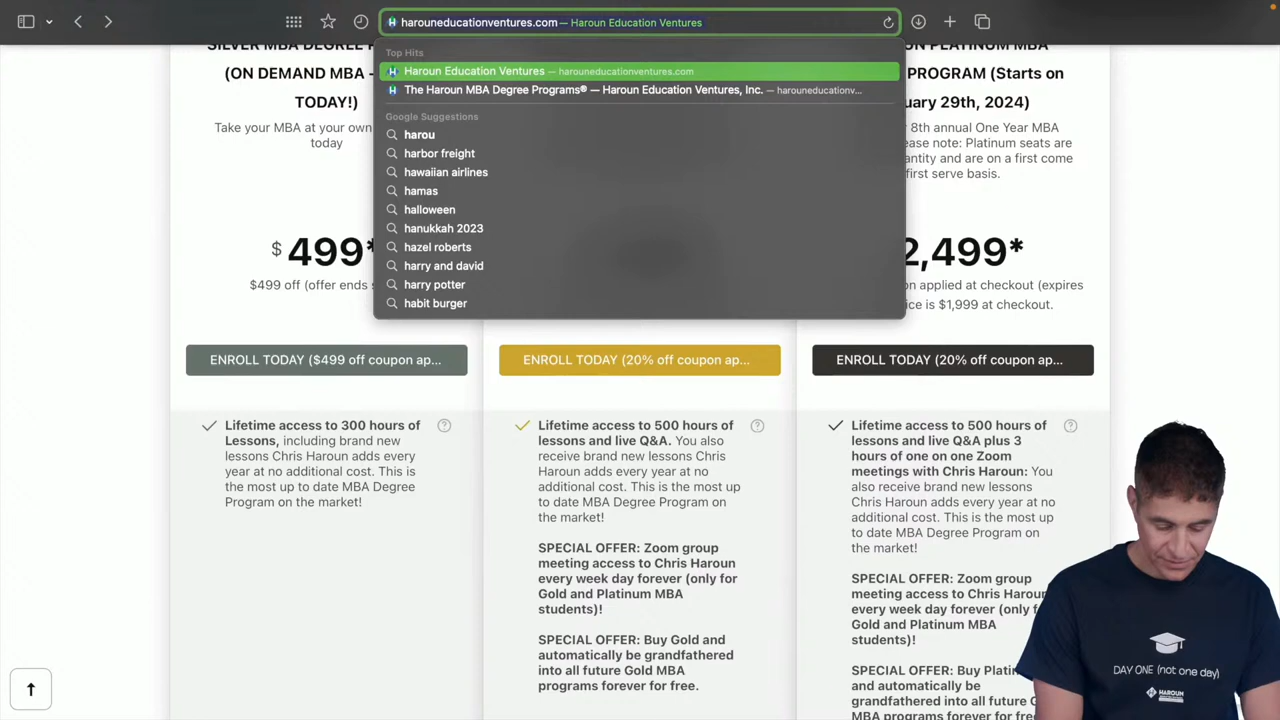 harouneducationventures.com — Haroun Education Ventures
Top Hits
Haroun Education Ventures — harouneducationventures.com
The Haroun MBA Degree Programs® — Haroun Education Ventures, Inc. — harouneducationv...
Google Suggestions
harou
harbor freight
hawaiian airlines
hamas
halloween
hanukkah 2023
hazel roberts
harry and david
harry potter
habit burger
SILVER MBA DEGREE
(ON DEMAND MBA -
TODAY!)
Take your MBA at your own
today
$ 499*
$499 off (offer ends
ENROLL TODAY ($499 off coupon ap...
Lifetime access to 300 hours of
Lessons, including brand new
lessons Chris Haroun adds every
year at no additional cost. This is
the most up to date MBA Degree
Program on the market!
ENROLL TODAY (20% off coupon ap...
Lifetime access to 500 hours of
lessons and live Q&A. You also
receive brand new lessons Chris
Haroun adds every year at no
additional cost. This is the most up
to date MBA Degree Program on
the market!
SPECIAL OFFER: Zoom group
meeting access to Chris Haroun
every week day forever (only for
Gold and Platinum MBA
students)!
SPECIAL OFFER: Buy Gold and
automatically be grandfathered
into all future Gold MBA
programs forever for free.
PLATINUM MBA
PROGRAM (Starts on
uary 29th, 2024)
8th annual One Year MBA
ease note: Platinum seats are
antity and are on a first come
first serve basis.
2,499*
on applied at checkout (expires
ice is $1,999 at checkout.
ENROLL TODAY (20% off coupon ap...
Lifetime access to 500 hours of
lessons and live Q&A plus 3
hours of one on one Zoom
meetings with Chris Haroun: You
also receive brand new lessons
Chris Haroun adds every year at no
additional cost. This is the most up
to date MBA Degree Program on
the market!
SPECIAL OFFER: Zoom group
meeting access to Chris Haroun
every week day forever (only fo
Gold and Platinum MBA
students)!
SPECIAL OFFER: Buy Platin
and automatically be
grandfathered into all future
MBA programs forever for free
DAY ONE (not one day)
HAROUN